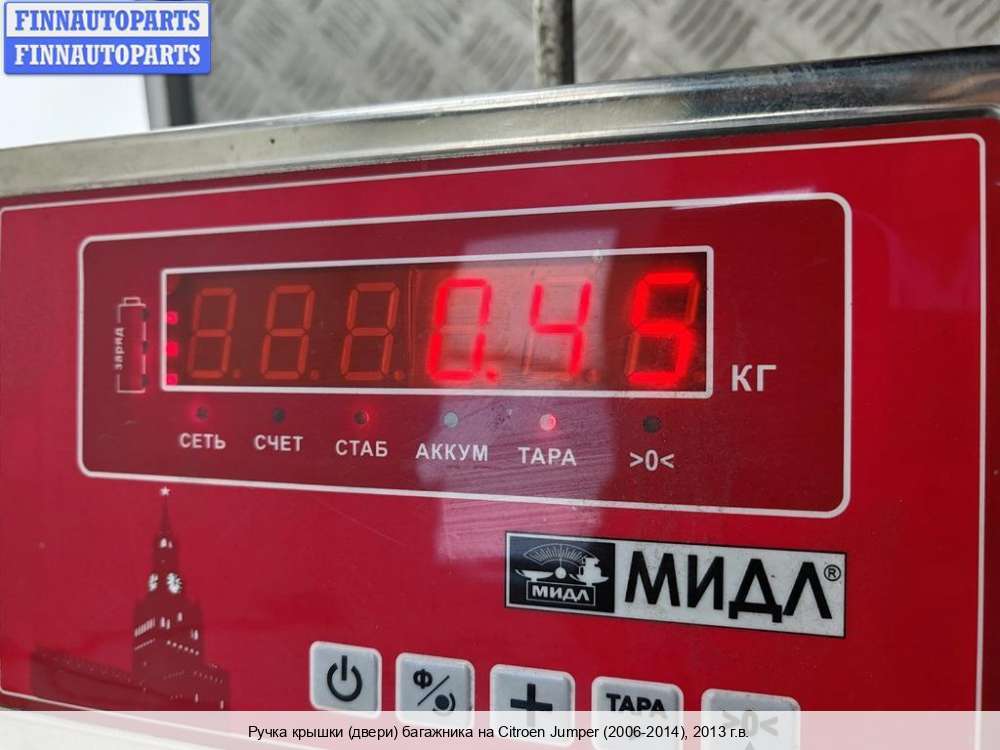 FINNAUTOPARTS
FINNAUTOPARTS
заряд
0.45
КГ
СЕТЬ СЧЕТ СТАБ АККУМ ТАРА >0<
МИДЛ МИДЛ®
Ф ТАРА >0<
Ручка крышки (двери) багажника на Citroen Jumper (2006-2014), 2013 г.в.